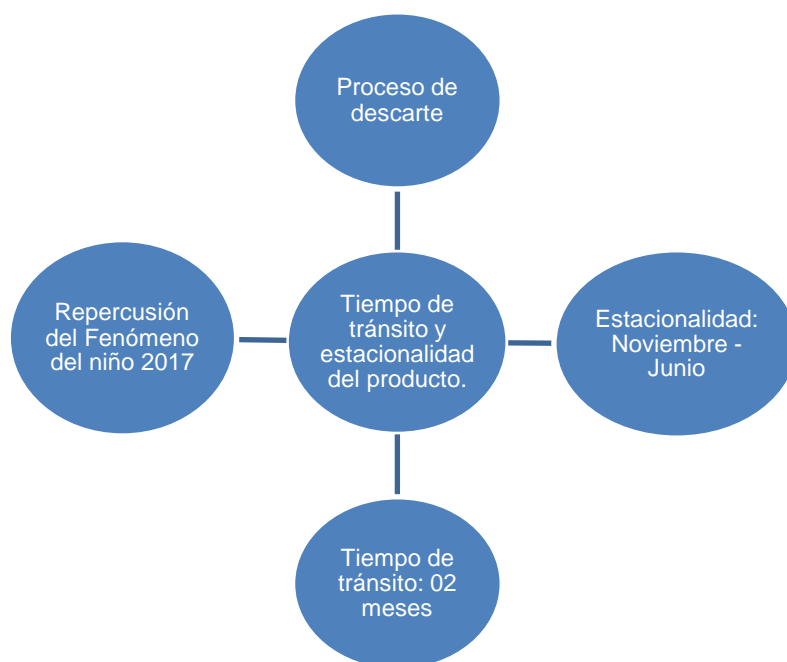 Proceso de
descarte
Repercusión
del Fenómeno
del niño 2017
Tiempo de
tránsito y
estacionalidad
del producto.
Estacionalidad:
Noviembre -
Junio
Tiempo de
tránsito: 02
meses